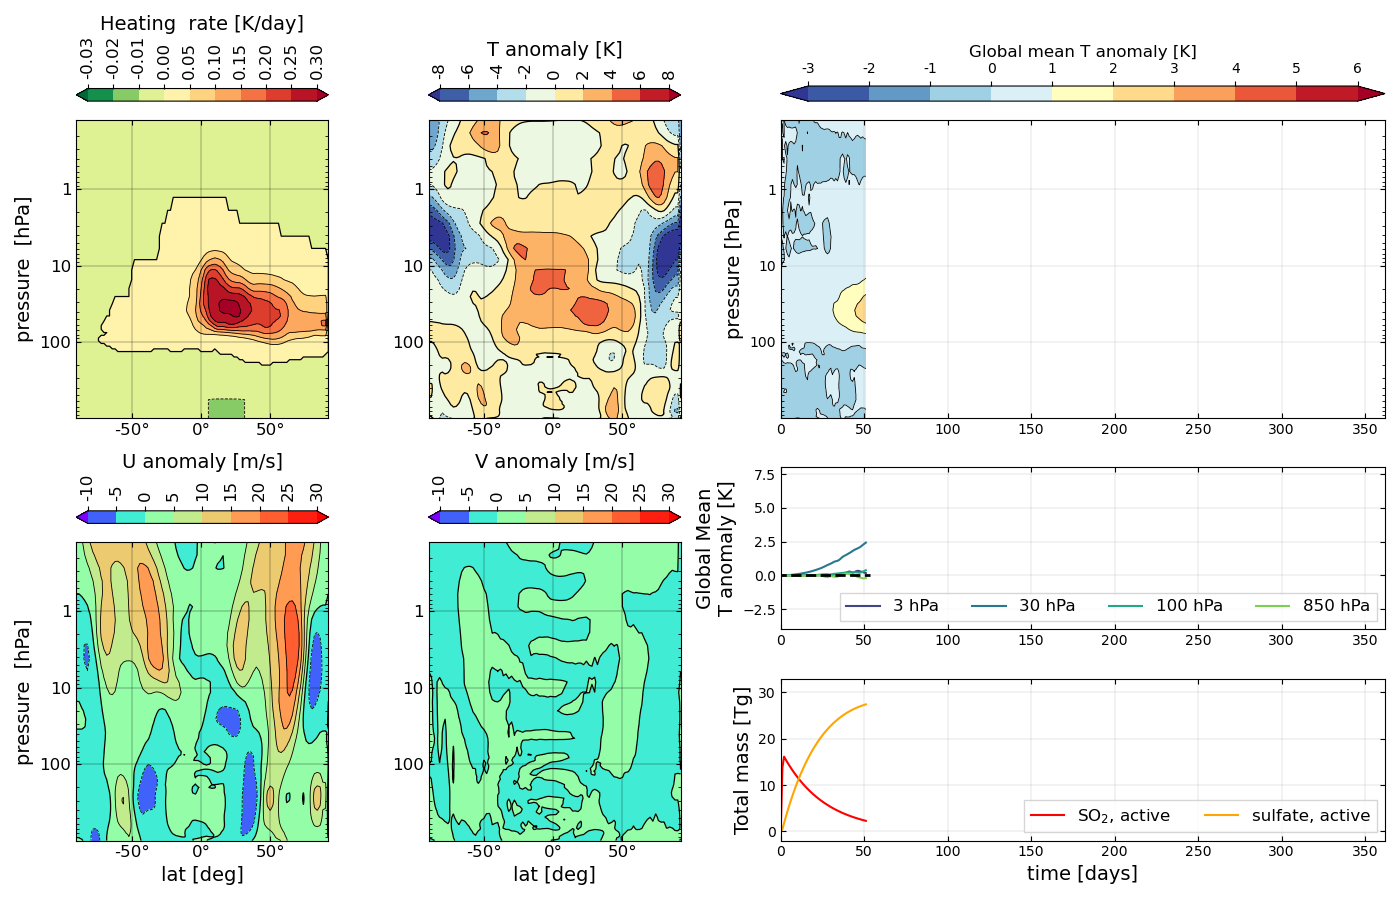 Heating  rate [K/day]
-0.03 -0.02 -0.01 0.00 0.05 0.10 0.15 0.20 0.25 0.30
pressure  [hPa]
1
10
100
-50° 0° 50°
T anomaly [K]
-8 -6 -4 -2 0 2 4 6 8
-50° 0° 50°
Global mean T anomaly [K]
-3 -2 -1 0 1 2 3 4 5 6
pressure  [hPa]
1
10
100
0 50 100 150 200 250 300 350
U anomaly [m/s]
-10 -5 0 5 10 15 20 25 30
pressure  [hPa]
1
10
100
-50° 0° 50°
lat [deg]
V anomaly [m/s]
-10 -5 0 5 10 15 20 25 30
1
10
100
-50° 0° 50°
lat [deg]
Global Mean
T anomaly [K]
7.5
5.0
2.5
0.0
−2.5
3 hPa 30 hPa 100 hPa 850 hPa
0 50 100 150 200 250 300 350
Total mass [Tg]
30
20
10
0
SO₂, active sulfate, active
0 50 100 150 200 250 300 350
time [days]